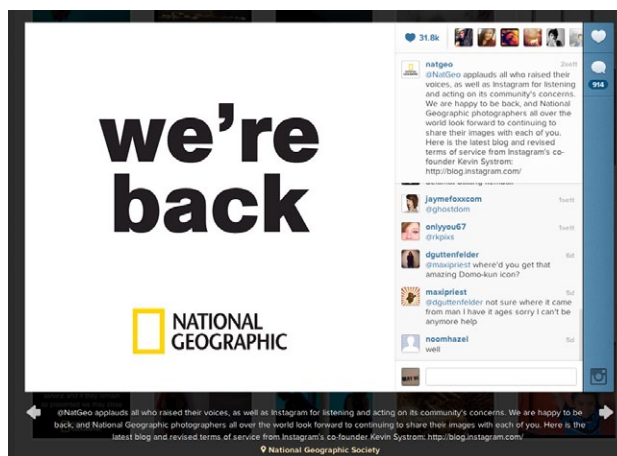 we're
back
NATIONAL
GEOGRAPHIC
31.8k
natgeo 2sett
@NatGeo applauds all who raised their
voices, as well as Instagram for listening
and acting on its community's concerns.
We are happy to be back, and National
Geographic photographers all over the
world look forward to continuing to
share their images with each of you.
Here is the latest blog and revised
terms of service from Instagram's co-
founder Kevin Systrom:
http://blog.instagram.com/
jaymefoxxcom 1sett
@ghostdom
onlyyou67 1sett
@rkpixs
dguttenfelder 6d
@maxipriest where'd you get that
amazing Domo-kun icon?
maxipriest 5d
@dguttenfelder not sure where it came
from man I have it ages sorry I can't be
anymore help
noomhazel 5d
well
914
@NatGeo applauds all who raised their voices, as well as Instagram for listening and acting on its community's concerns. We are happy to be
back, and National Geographic photographers all over the world look forward to continuing to share their images with each of you. Here is the
latest blog and revised terms of service from Instagram's co-founder Kevin Systrom: http://blog.instagram.com/
National Geographic Society